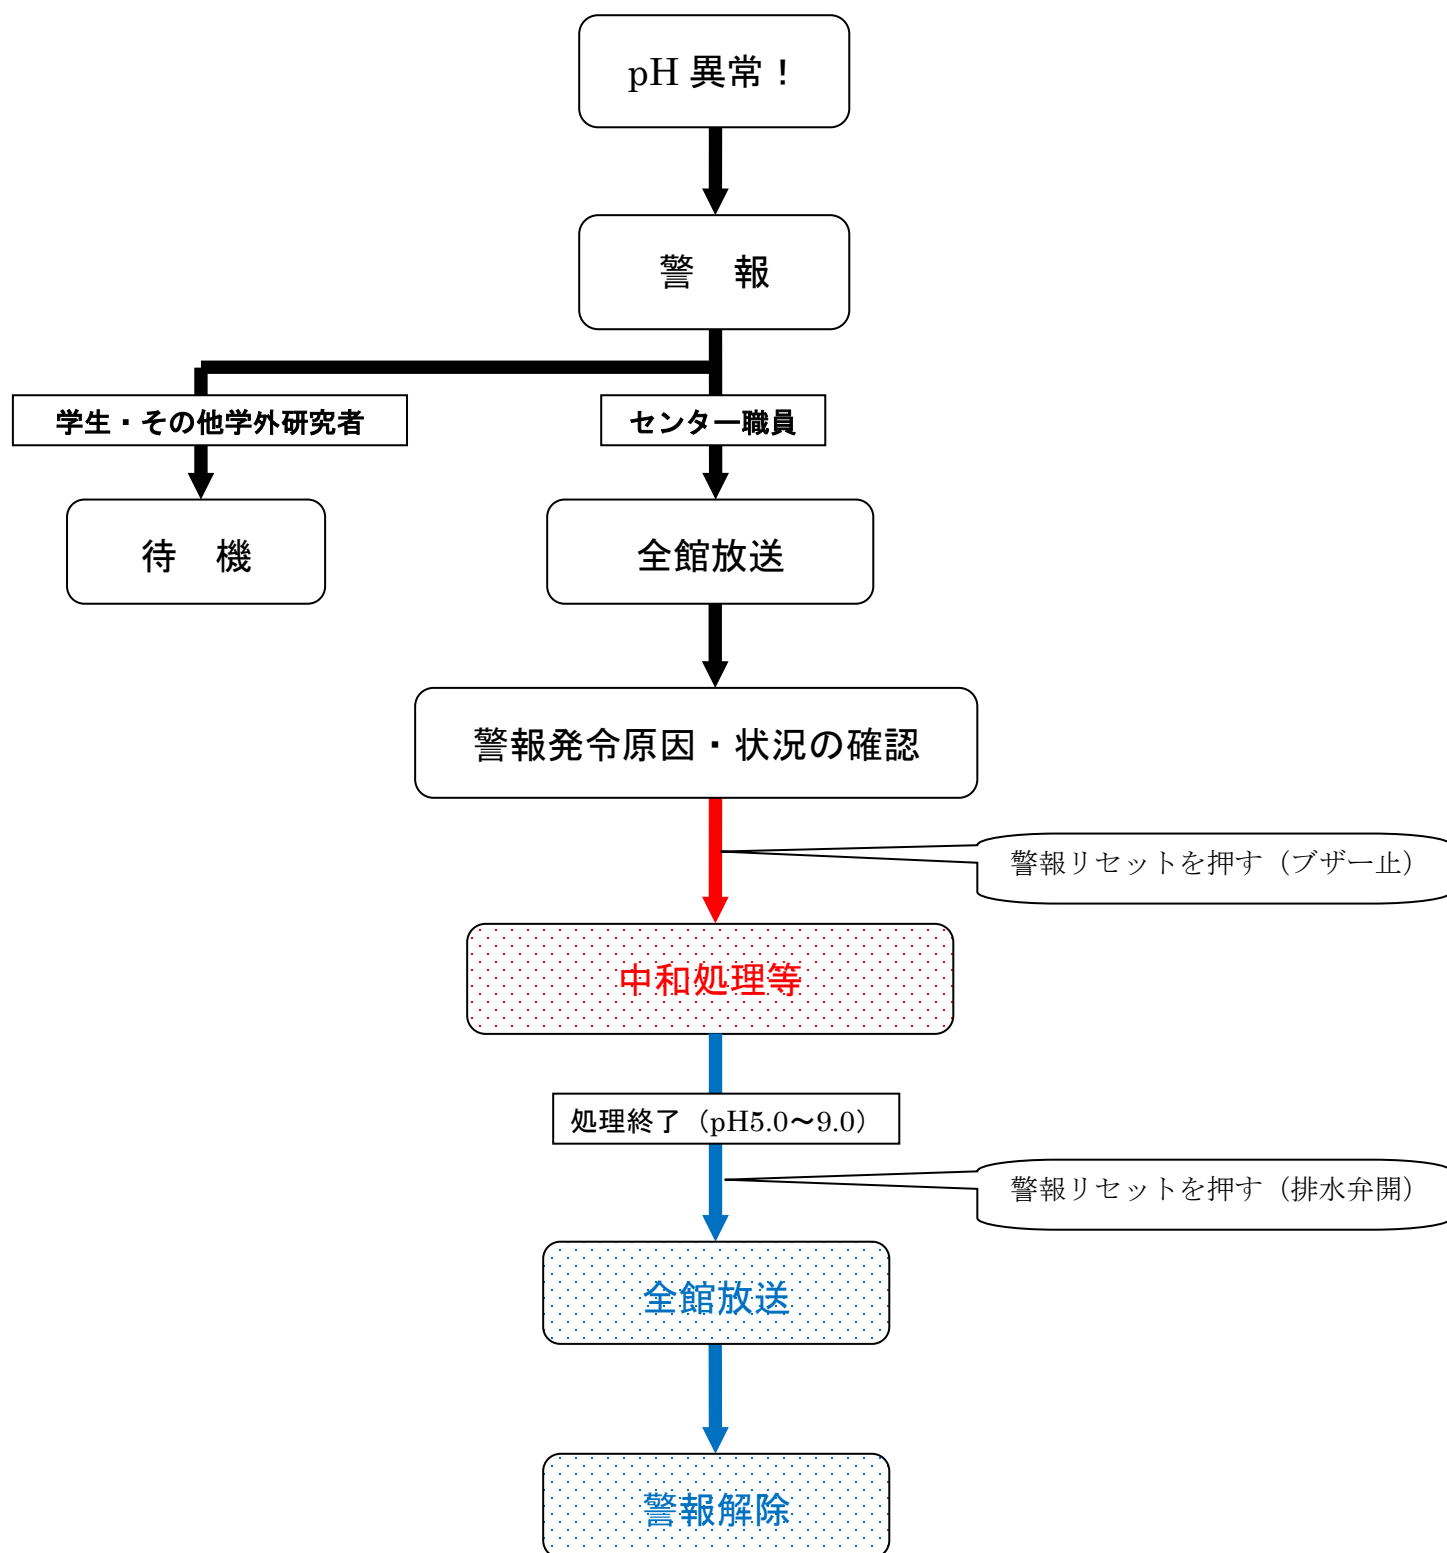 pH 異常！
警　報
学生・その他学外研究者
センター職員
待　機
全館放送
警報発令原因・状況の確認
警報リセットを押す（ブザー止）
中和処理等
処理終了（pH5.0～9.0）
警報リセットを押す（排水弁開）
全館放送
警報解除